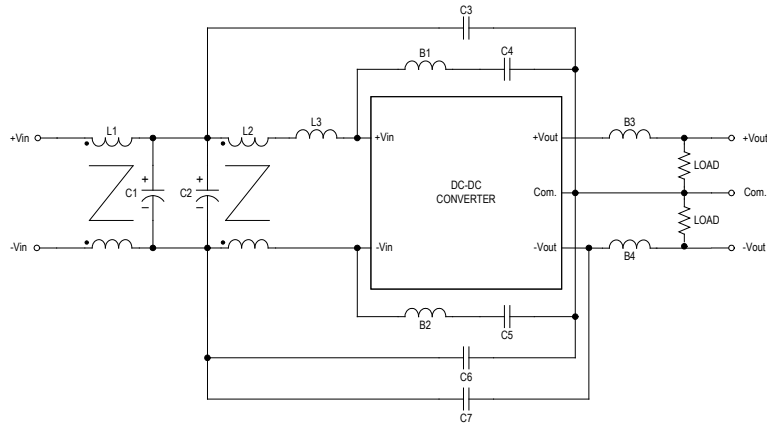 C3
B1
C4
L1
L2
L3
B3
+Vin
+Vin
+Vout
+Vout
+
C1
–
+
C2
–
DC-DC
CONVERTER
LOAD
Com.
Com.
LOAD
-Vin
-Vin
-Vout
B4
-Vout
B2
C5
C6
C7